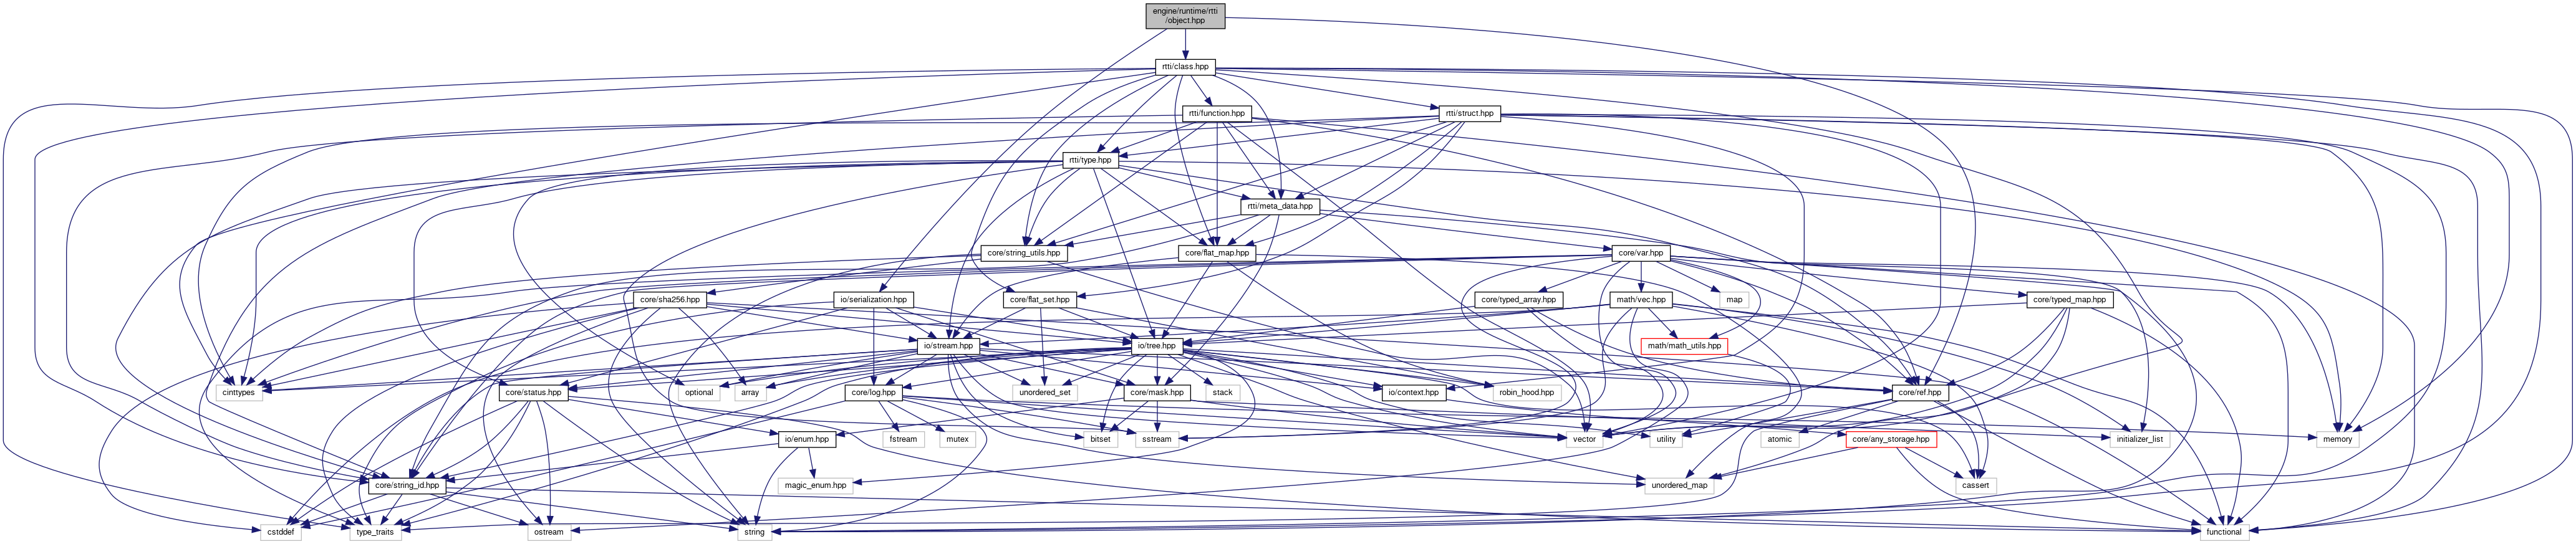 engine/runtime/rtti
/object.hpp
rtti/class.hpp
rtti/function.hpp
rtti/struct.hpp
rtti/type.hpp
rtti/meta_data.hpp
core/string_utils.hpp
core/flat_map.hpp
core/var.hpp
core/sha256.hpp
io/serialization.hpp
core/flat_set.hpp
core/typed_array.hpp
math/vec.hpp
map
core/typed_map.hpp
io/stream.hpp
io/tree.hpp
math/math_utils.hpp
cinttypes
core/status.hpp
optional
array
core/log.hpp
unordered_set
core/mask.hpp
stack
io/context.hpp
robin_hood.hpp
core/ref.hpp
io/enum.hpp
fstream
mutex
bitset
sstream
vector
utility
atomic
core/any_storage.hpp
initializer_list
memory
core/string_id.hpp
magic_enum.hpp
unordered_map
cassert
cstddef
type_traits
ostream
string
functional